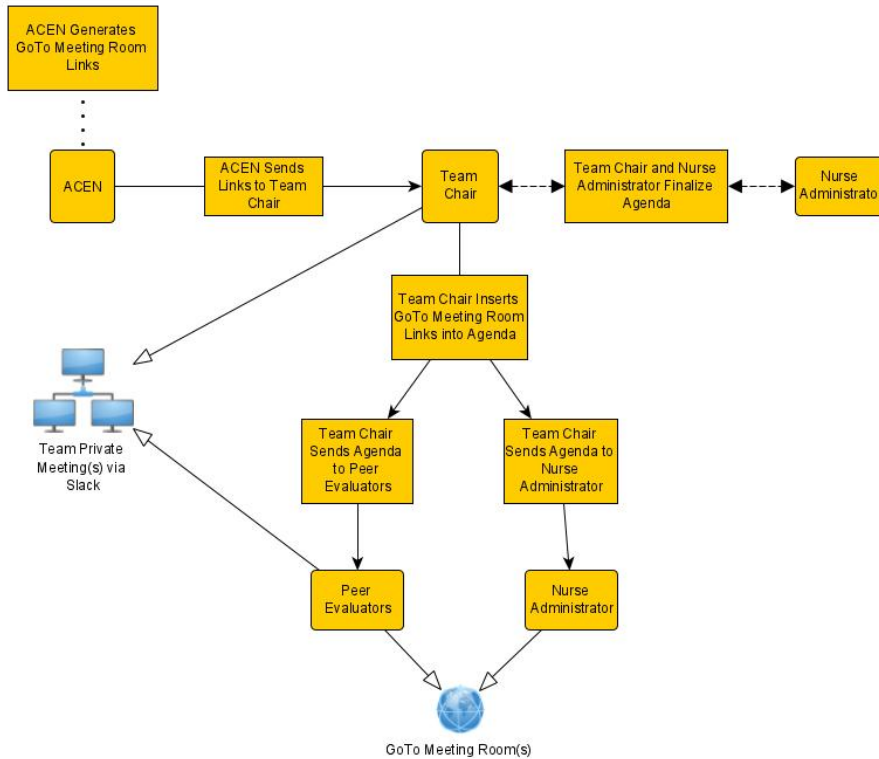 ACEN Generates
GoTo Meeting Room
Links
ACEN
ACEN Sends
Links to Team
Chair
Team
Chair
Team Chair and Nurse
Administrator Finalize
Agenda
Nurse
Administrator
Team Chair Inserts
GoTo Meeting Room
Links into Agenda
Team Private
Meeting(s) via
Slack
Team Chair
Sends Agenda
to Peer
Evaluators
Team Chair
Sends Agenda to
Nurse
Administrator
Peer
Evaluators
Nurse
Administrator
GoTo Meeting Room(s)